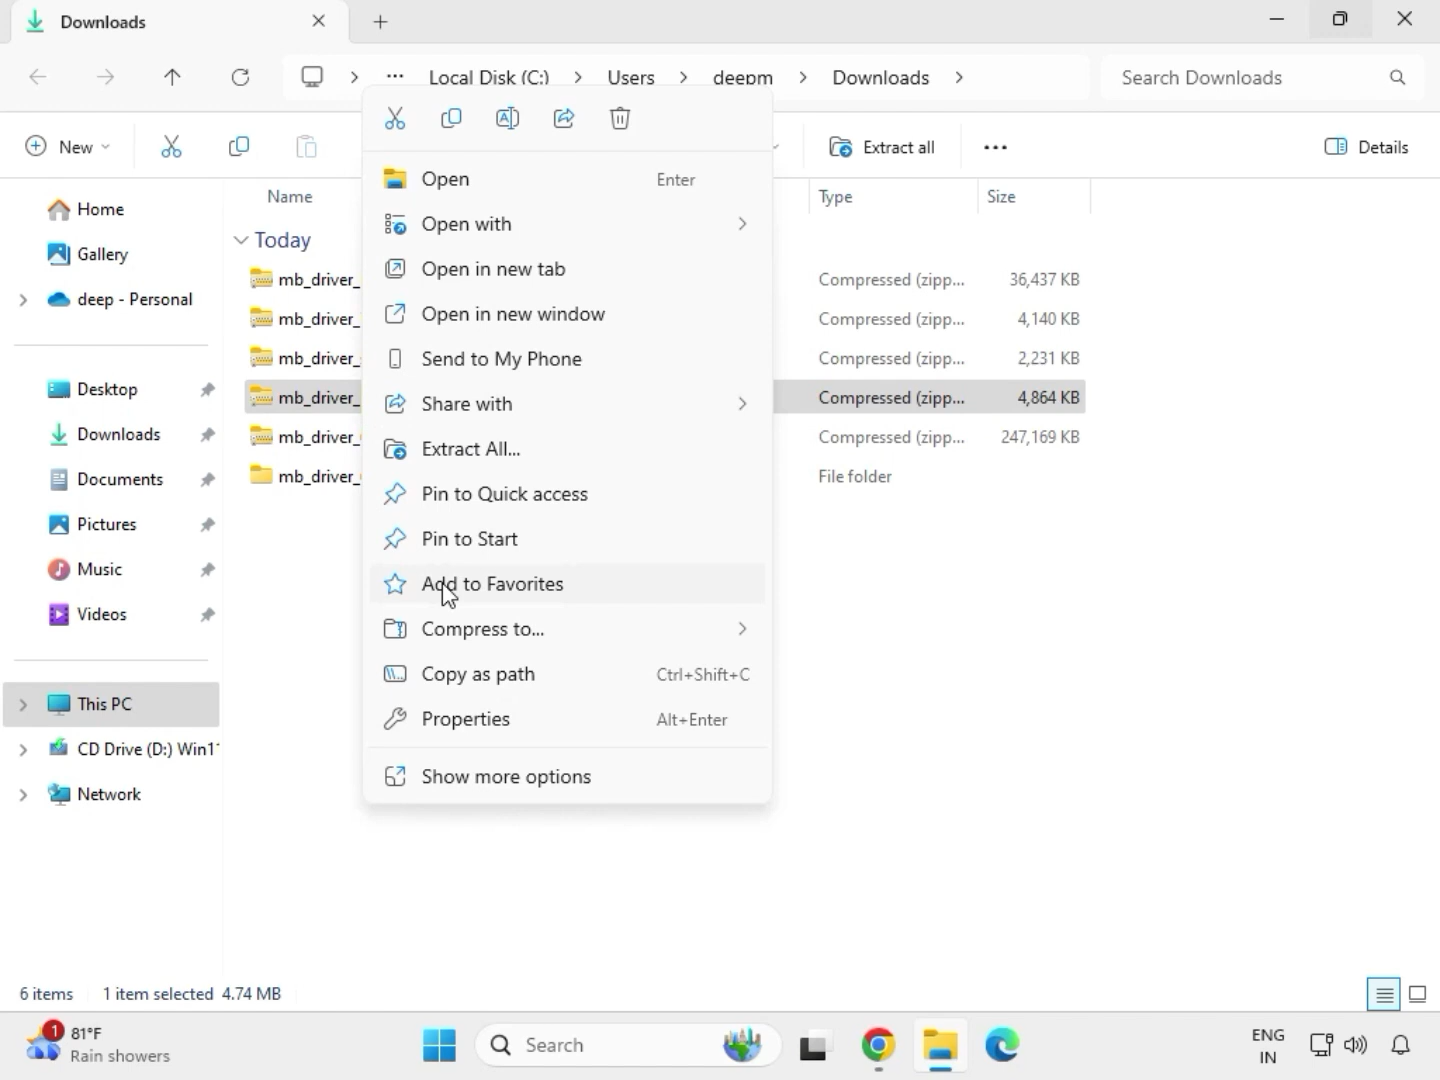 Downloads
Local Disk (C:) > Users > deepm > Downloads >
Search Downloads
New
Extract all
Details
Name
Type
Size
Today
mb_driver_
Compressed (zipp...
36,437 KB
mb_driver_
Compressed (zipp...
4,140 KB
mb_driver_
Compressed (zipp...
2,231 KB
mb_driver_
Compressed (zipp...
4,864 KB
mb_driver_
Compressed (zipp...
247,169 KB
mb_driver_
File folder
Home
Gallery
deep - Personal
Desktop
Downloads
Documents
Pictures
Music
Videos
This PC
CD Drive (D:) Win1
Network
Open Enter
Open with
Open in new tab
Open in new window
Send to My Phone
Share with
Extract All...
Pin to Quick access
Pin to Start
Add to Favorites
Compress to...
Copy as path Ctrl+Shift+C
Properties Alt+Enter
Show more options
6 items 1 item selected 4.74 MB
1
81°F
Rain showers
Search
ENG
IN